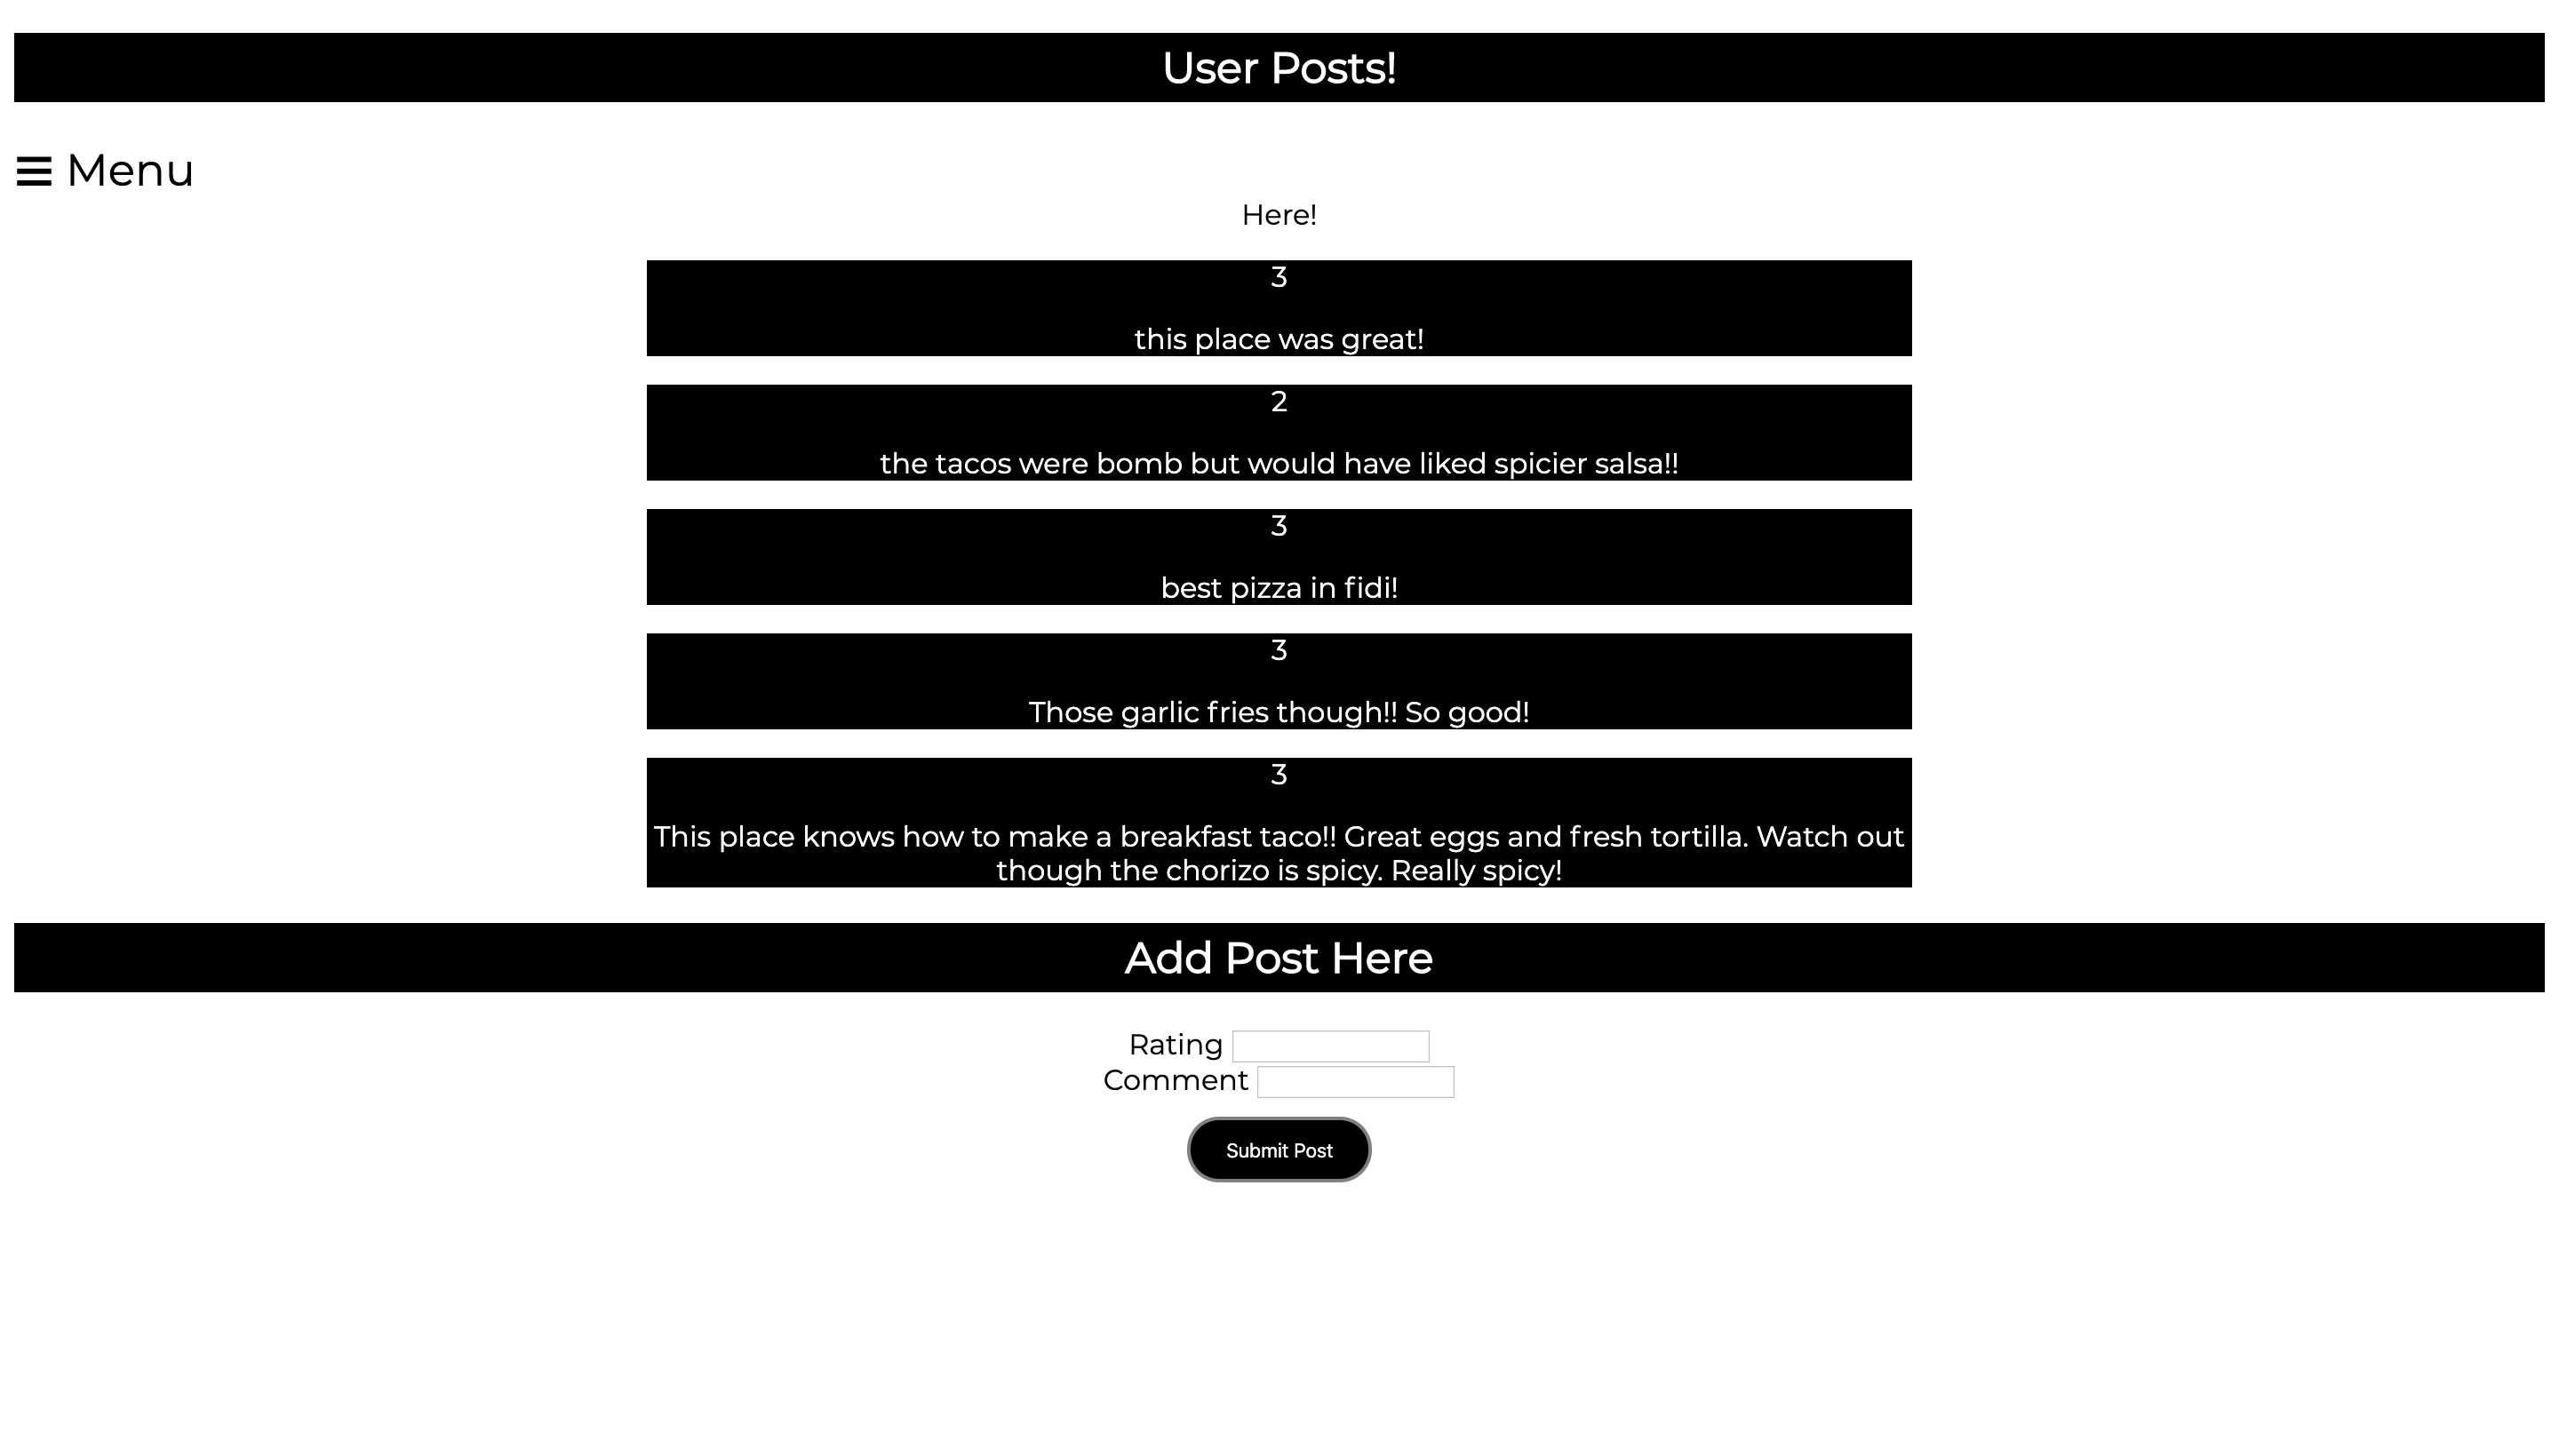 User Posts!
Menu
Here!
3
this place was great!
2
the tacos were bomb but would have liked spicier salsa!!
3
best pizza in fidi!
3
Those garlic fries though!! So good!
3
This place knows how to make a breakfast taco!! Great eggs and fresh tortilla. Watch out
though the chorizo is spicy. Really spicy!
Add Post Here
Rating
Comment
Submit Post